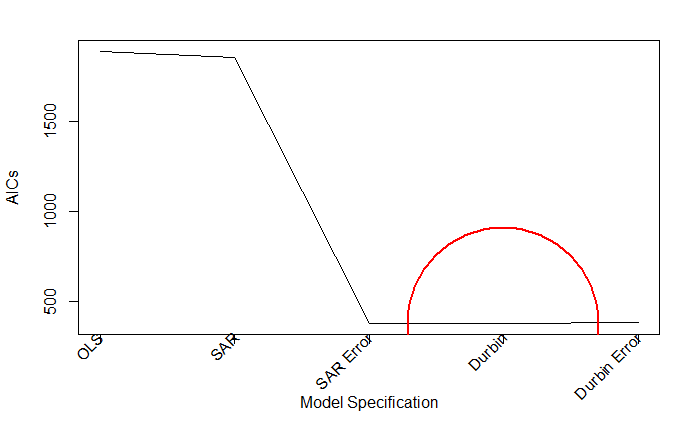 AICs
1500
1000
500
OLS
SAR
SAR Error
Durbin
Durbin Error
Model Specification